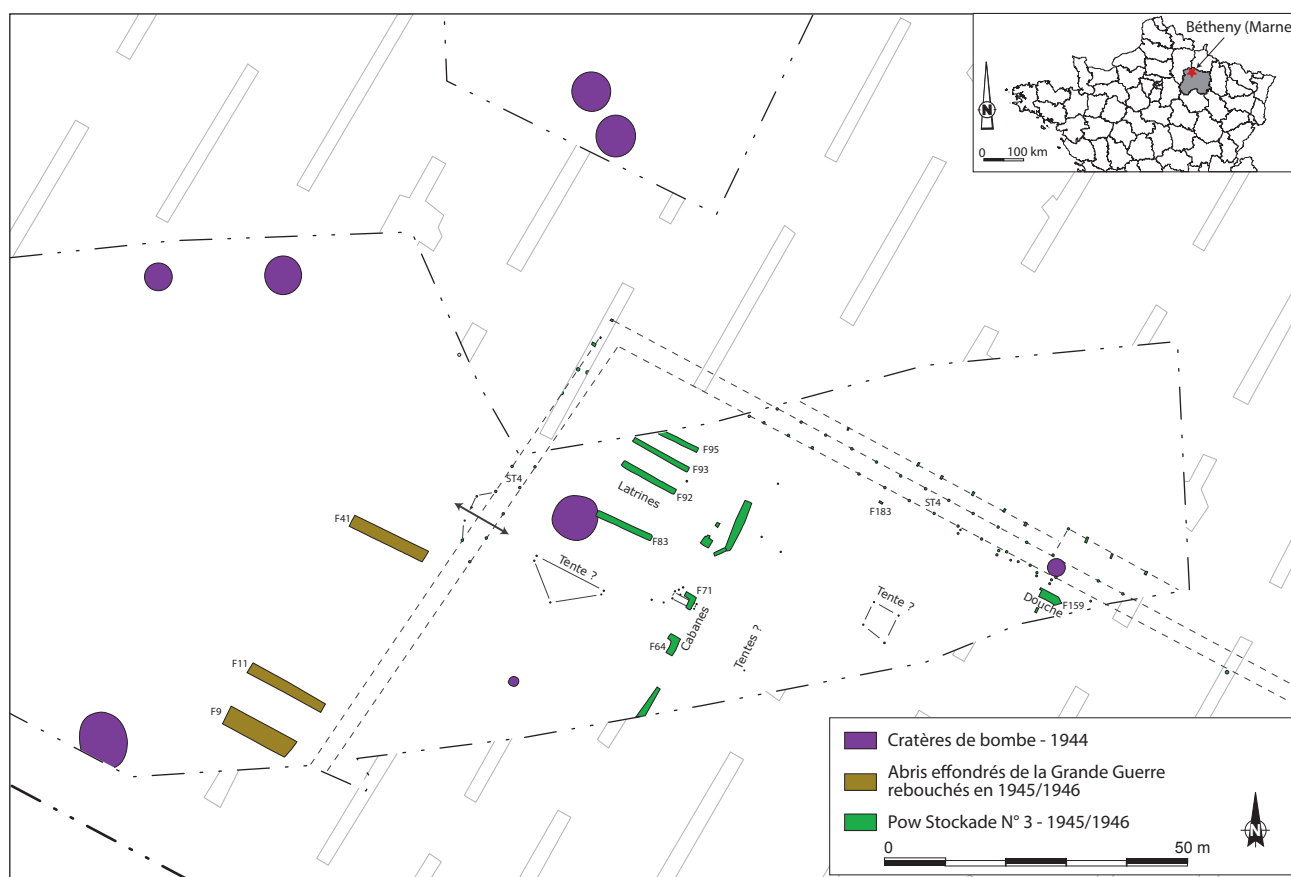 Bétheny (Marne
N
0 100 km
F95
F93
F92
Latrines
ST4
F41
F83
F183
ST4
Tente ?
F71
Cabanes
F64
Tentes ?
Tente ?
Douche
F159
F11
F9
Cratères de bombe - 1944
Abris effondrés de la Grande Guerre
rebouchés en 1945/1946
Pow Stockade N° 3 - 1945/1946
N
0 50 m